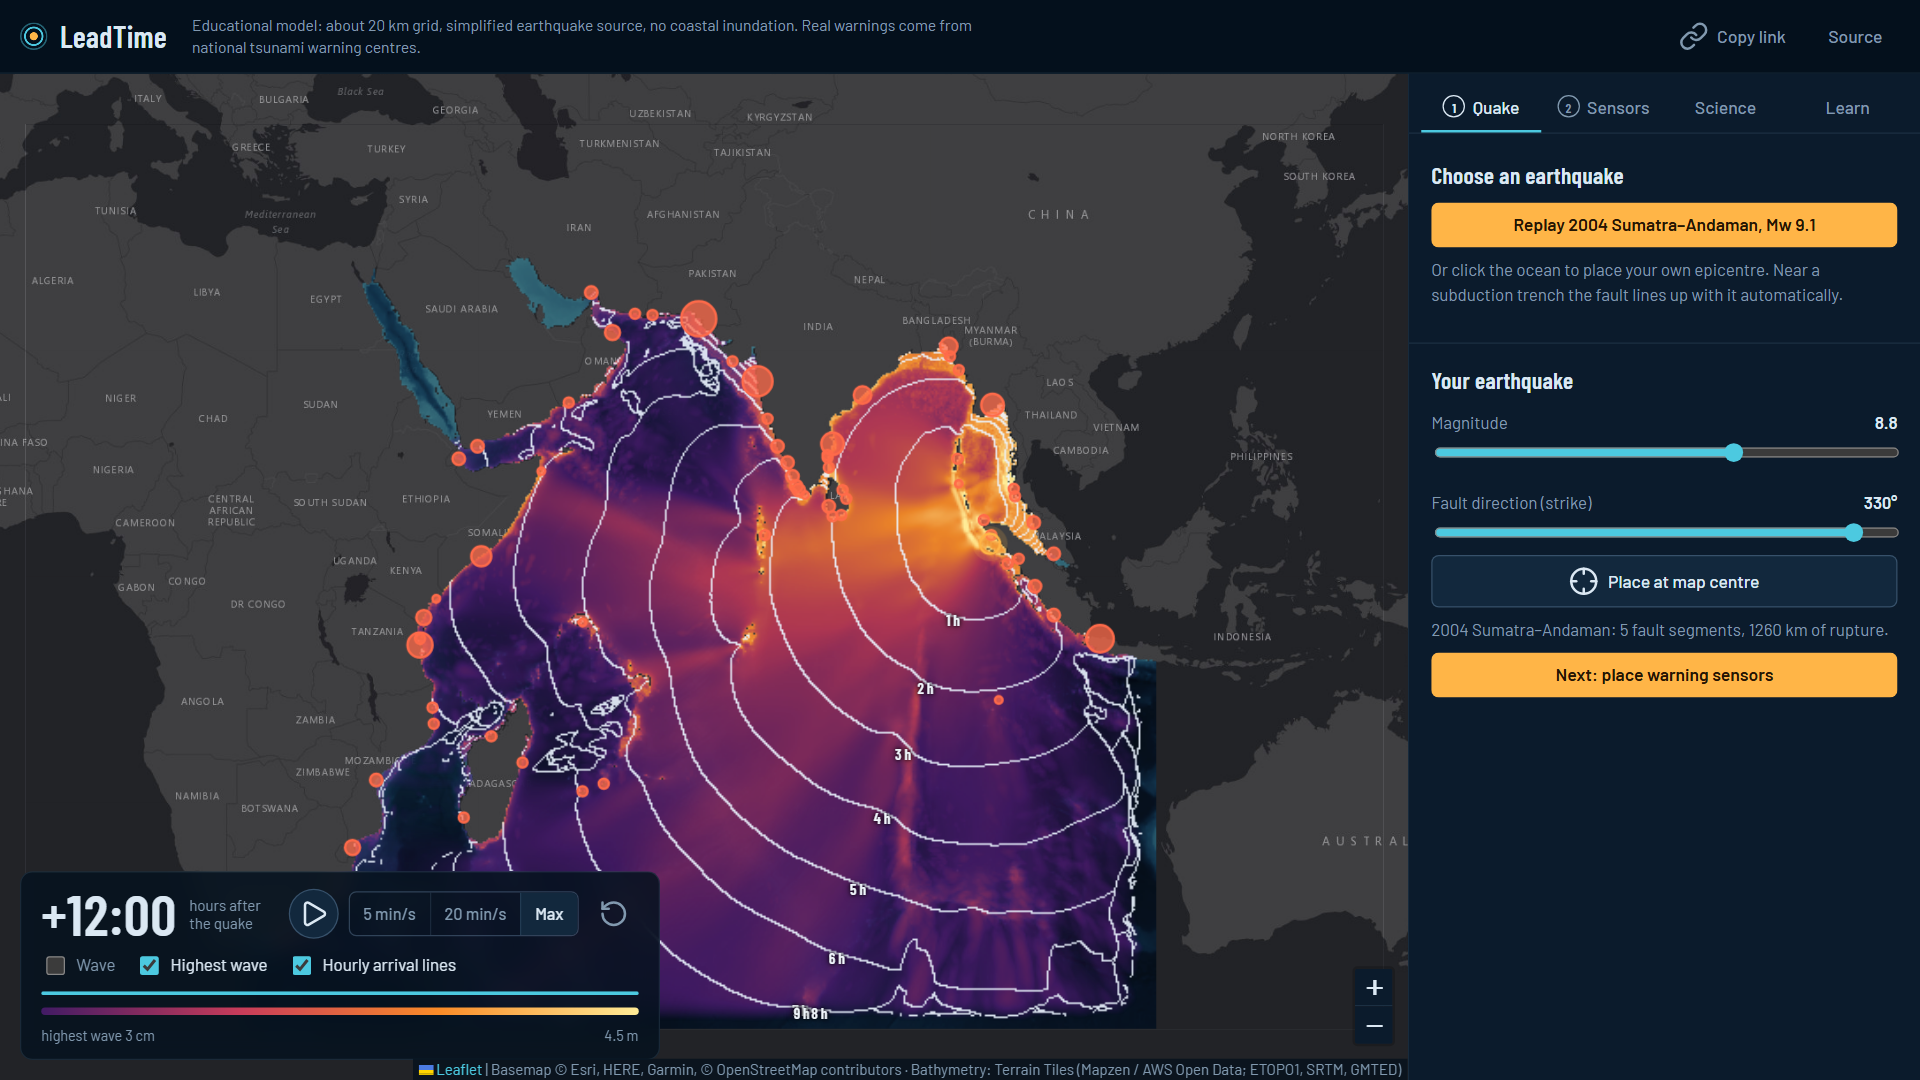 LeadTime
Educational model: about 20 km grid, simplified earthquake source, no coastal inundation. Real warnings come from
national tsunami warning centres.
Copy link
Source
1 Quake
2 Sensors
Science
Learn
Choose an earthquake
Replay 2004 Sumatra–Andaman, Mw 9.1
Or click the ocean to place your own epicentre. Near a
subduction trench the fault lines up with it automatically.
Your earthquake
Magnitude 8.8
Fault direction (strike) 330°
Place at map centre
2004 Sumatra–Andaman: 5 fault segments, 1260 km of rupture.
Next: place warning sensors
ITALY
BULGARIA
Black Sea
GEORGIA
UZBEKISTAN
KYRGYZSTAN
NORTH KOREA
GREECE
TURKEY
TURKMENISTAN
TAJIKISTAN
SOUTH KOREA
TUNISIA
Mediterranean
Sea
SYRIA
AFGHANISTAN
CHINA
IRAN
ALGERIA
LIBYA
EGYPT
SAUDI ARABIA
PAKISTAN
NEPAL
INDIA
BANGLADESH
MYANMAR
(BURMA)
OMAN
LAOS
NIGER
CHAD
SUDAN
YEMEN
THAILAND
VIETNAM
CAMBODIA
PHILIPPINES
NIGERIA
CENTRAL
AFRICAN
REPUBLIC
SOUTH SUDAN
ETHIOPIA
CAMEROON
SOMAL
ALAYSIA
UGANDA
KENYA
GABON
CONGO
DR CONGO
TANZANIA
INDONESIA
ANGOLA
ZAMBIA
MOZAMBI
ZIMBABWE
ADAGASC
NAMIBIA
BOTSWANA
AUSTRAL
1h
2h
3h
4h
5h
6h
8h
+12:00
hours after
the quake
5 min/s
20 min/s
Max
Wave
Highest wave
Hourly arrival lines
highest wave 3 cm
4.5 m
+
−
Leaflet | Basemap © Esri, HERE, Garmin, © OpenStreetMap contributors · Bathymetry: Terrain Tiles (Mapzen / AWS Open Data; ETOPO1, SRTM, GMTED)